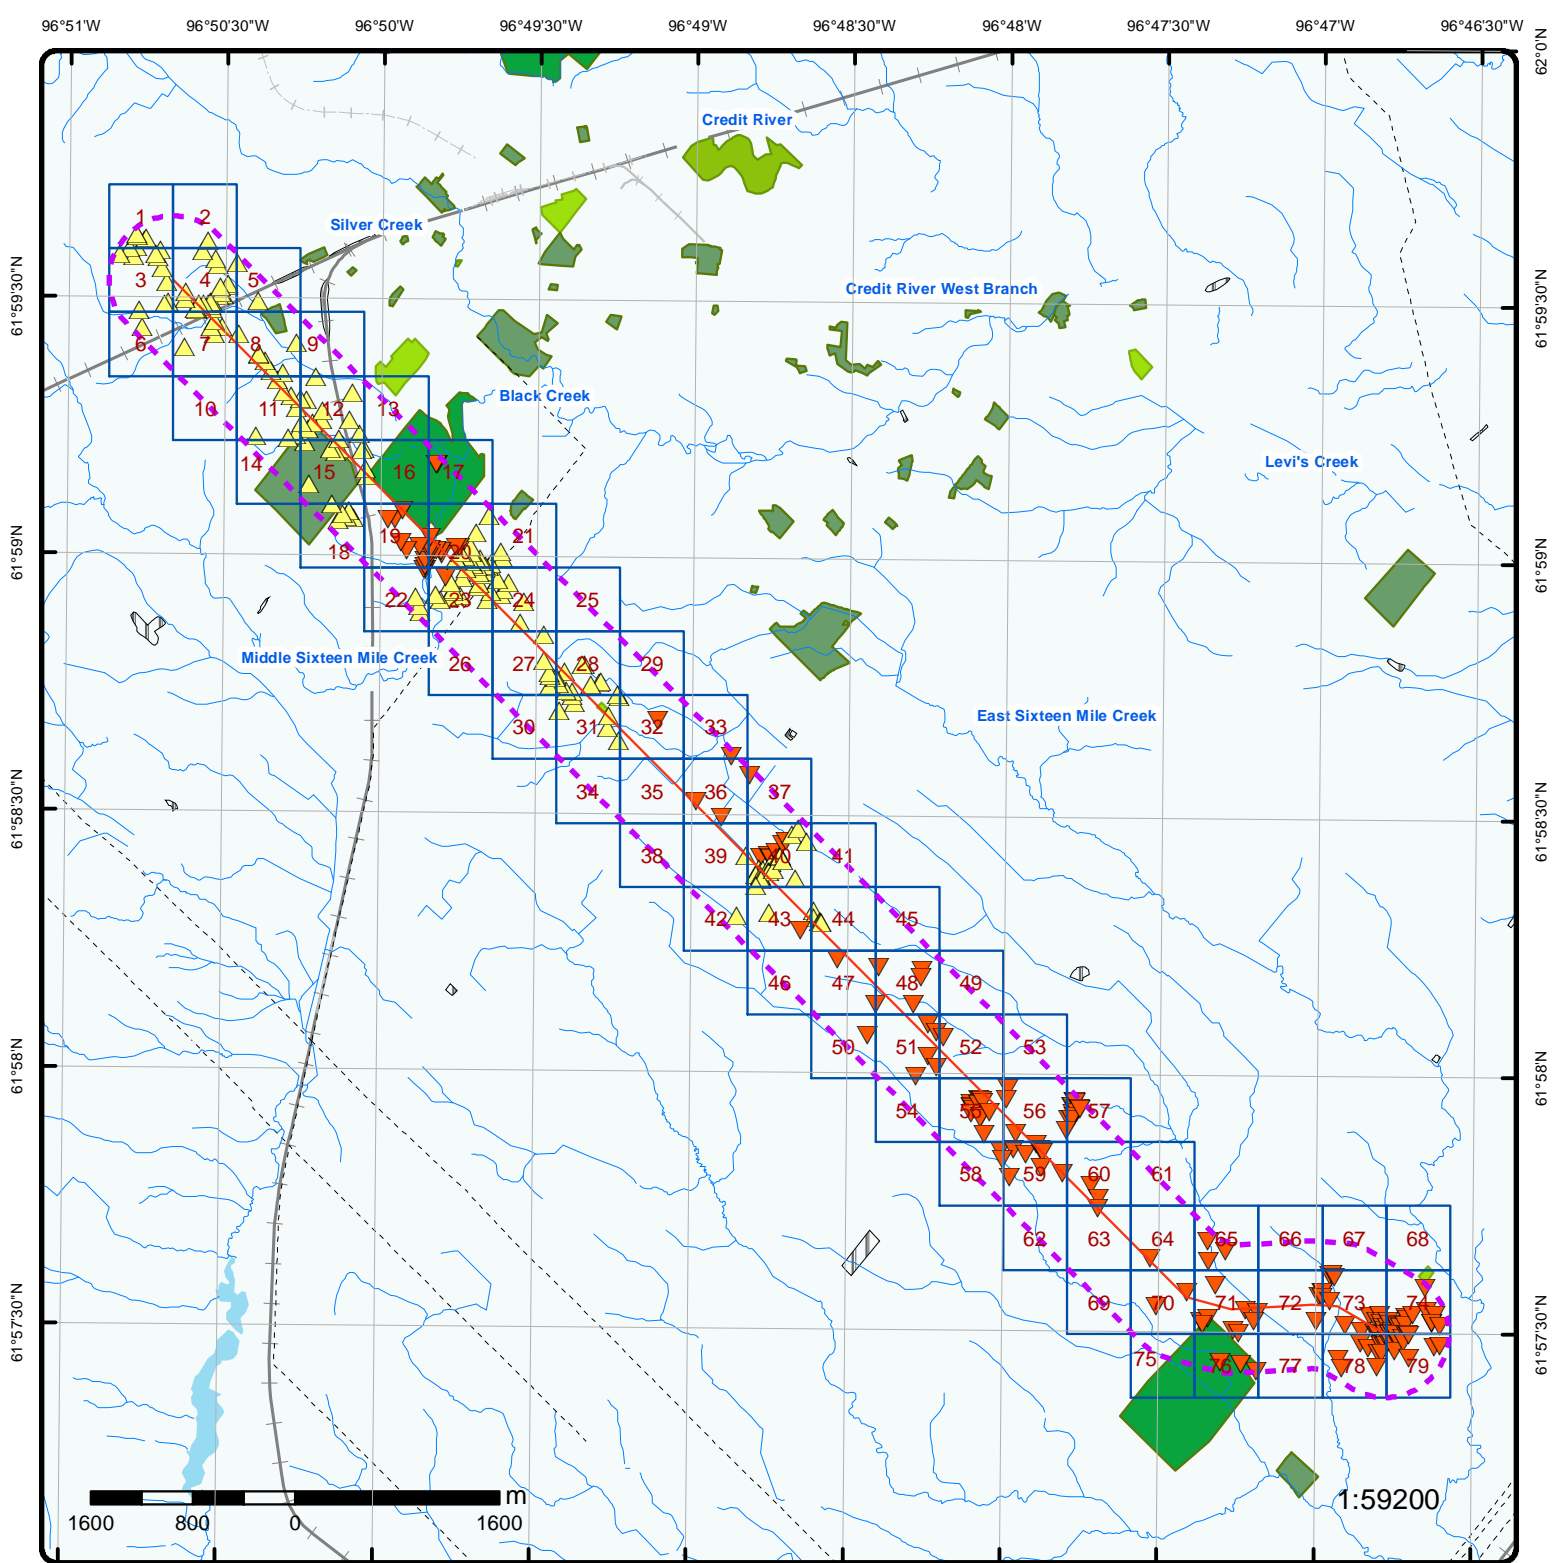 96°51'W 96°50'30"W 96°50'W 96°49'30"W 96°49'W 96°48'30"W 96°48'W 96°47'30"W 96°47'W 96°46'30"W
62°0'N
Credit River
1 2
Silver Creek
3 4 5
61°59'30"N
61°59'30"N
Credit River West Branch
6 7 8 9
Black Creek
10 11 12 13
14 15 16 17
Levi's Creek
18 19 20 21
61°59'N
61°59'N
22 23 24 25
Middle Sixteen Mile Creek
26 27 28 29
East Sixteen Mile Creek
30 31 32 33
34 35 36 37
61°58'30"N
61°58'30"N
38 39 40 41
42 43 44 45
46 47 48 49
50 51 52 53
61°58'N
61°58'N
54 55 56 57
58 59 60 61
62 63 64 65 66 67 68
69 70 71 72 73 74
61°57'30"N
61°57'30"N
75 76 77 78 79
m
1600 800 0 1600
1:59200